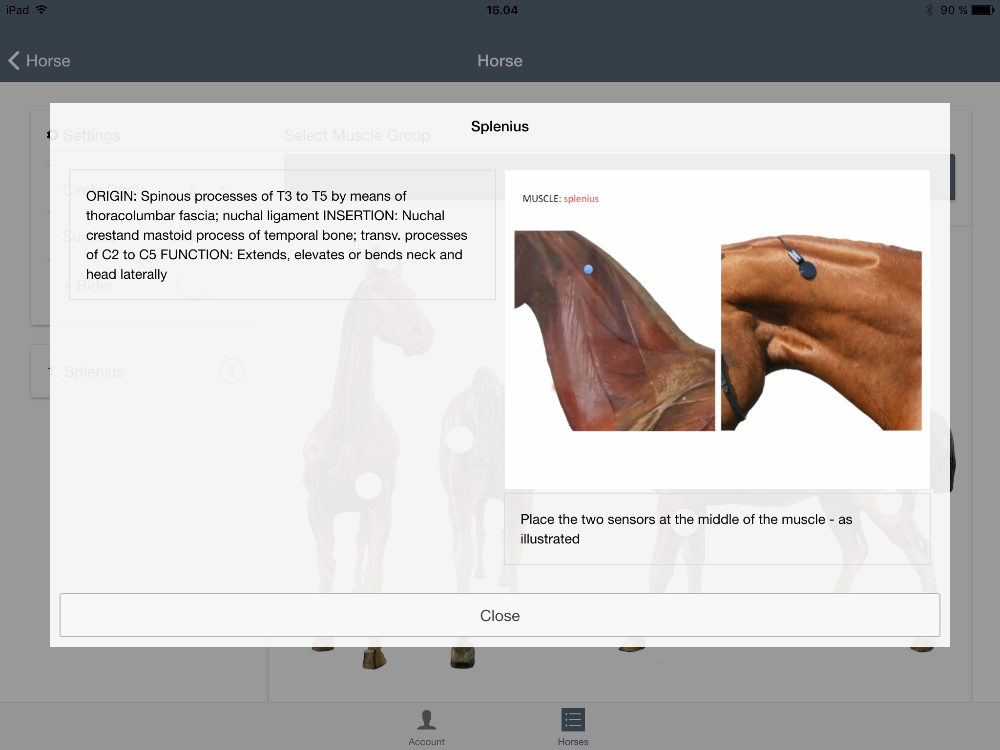 iPad 16.04 90 %
Horse Horse
Splenius
Settings Select Muscle Group
Circle D(m) 5
ORIGIN: Spinous processes of T3 to T5 by means of
thoracolumbar fascia; nuchal ligament INSERTION: Nuchal
crestand mastoid process of temporal bone; transv. processes
of C2 to C5 FUNCTION: Extends, elevates or bends neck and
head laterally
+ Rider
1. Splenius i
MUSCLE: splenius
Place the two sensors at the middle of the muscle - as
illustrated
Close
Account Horses